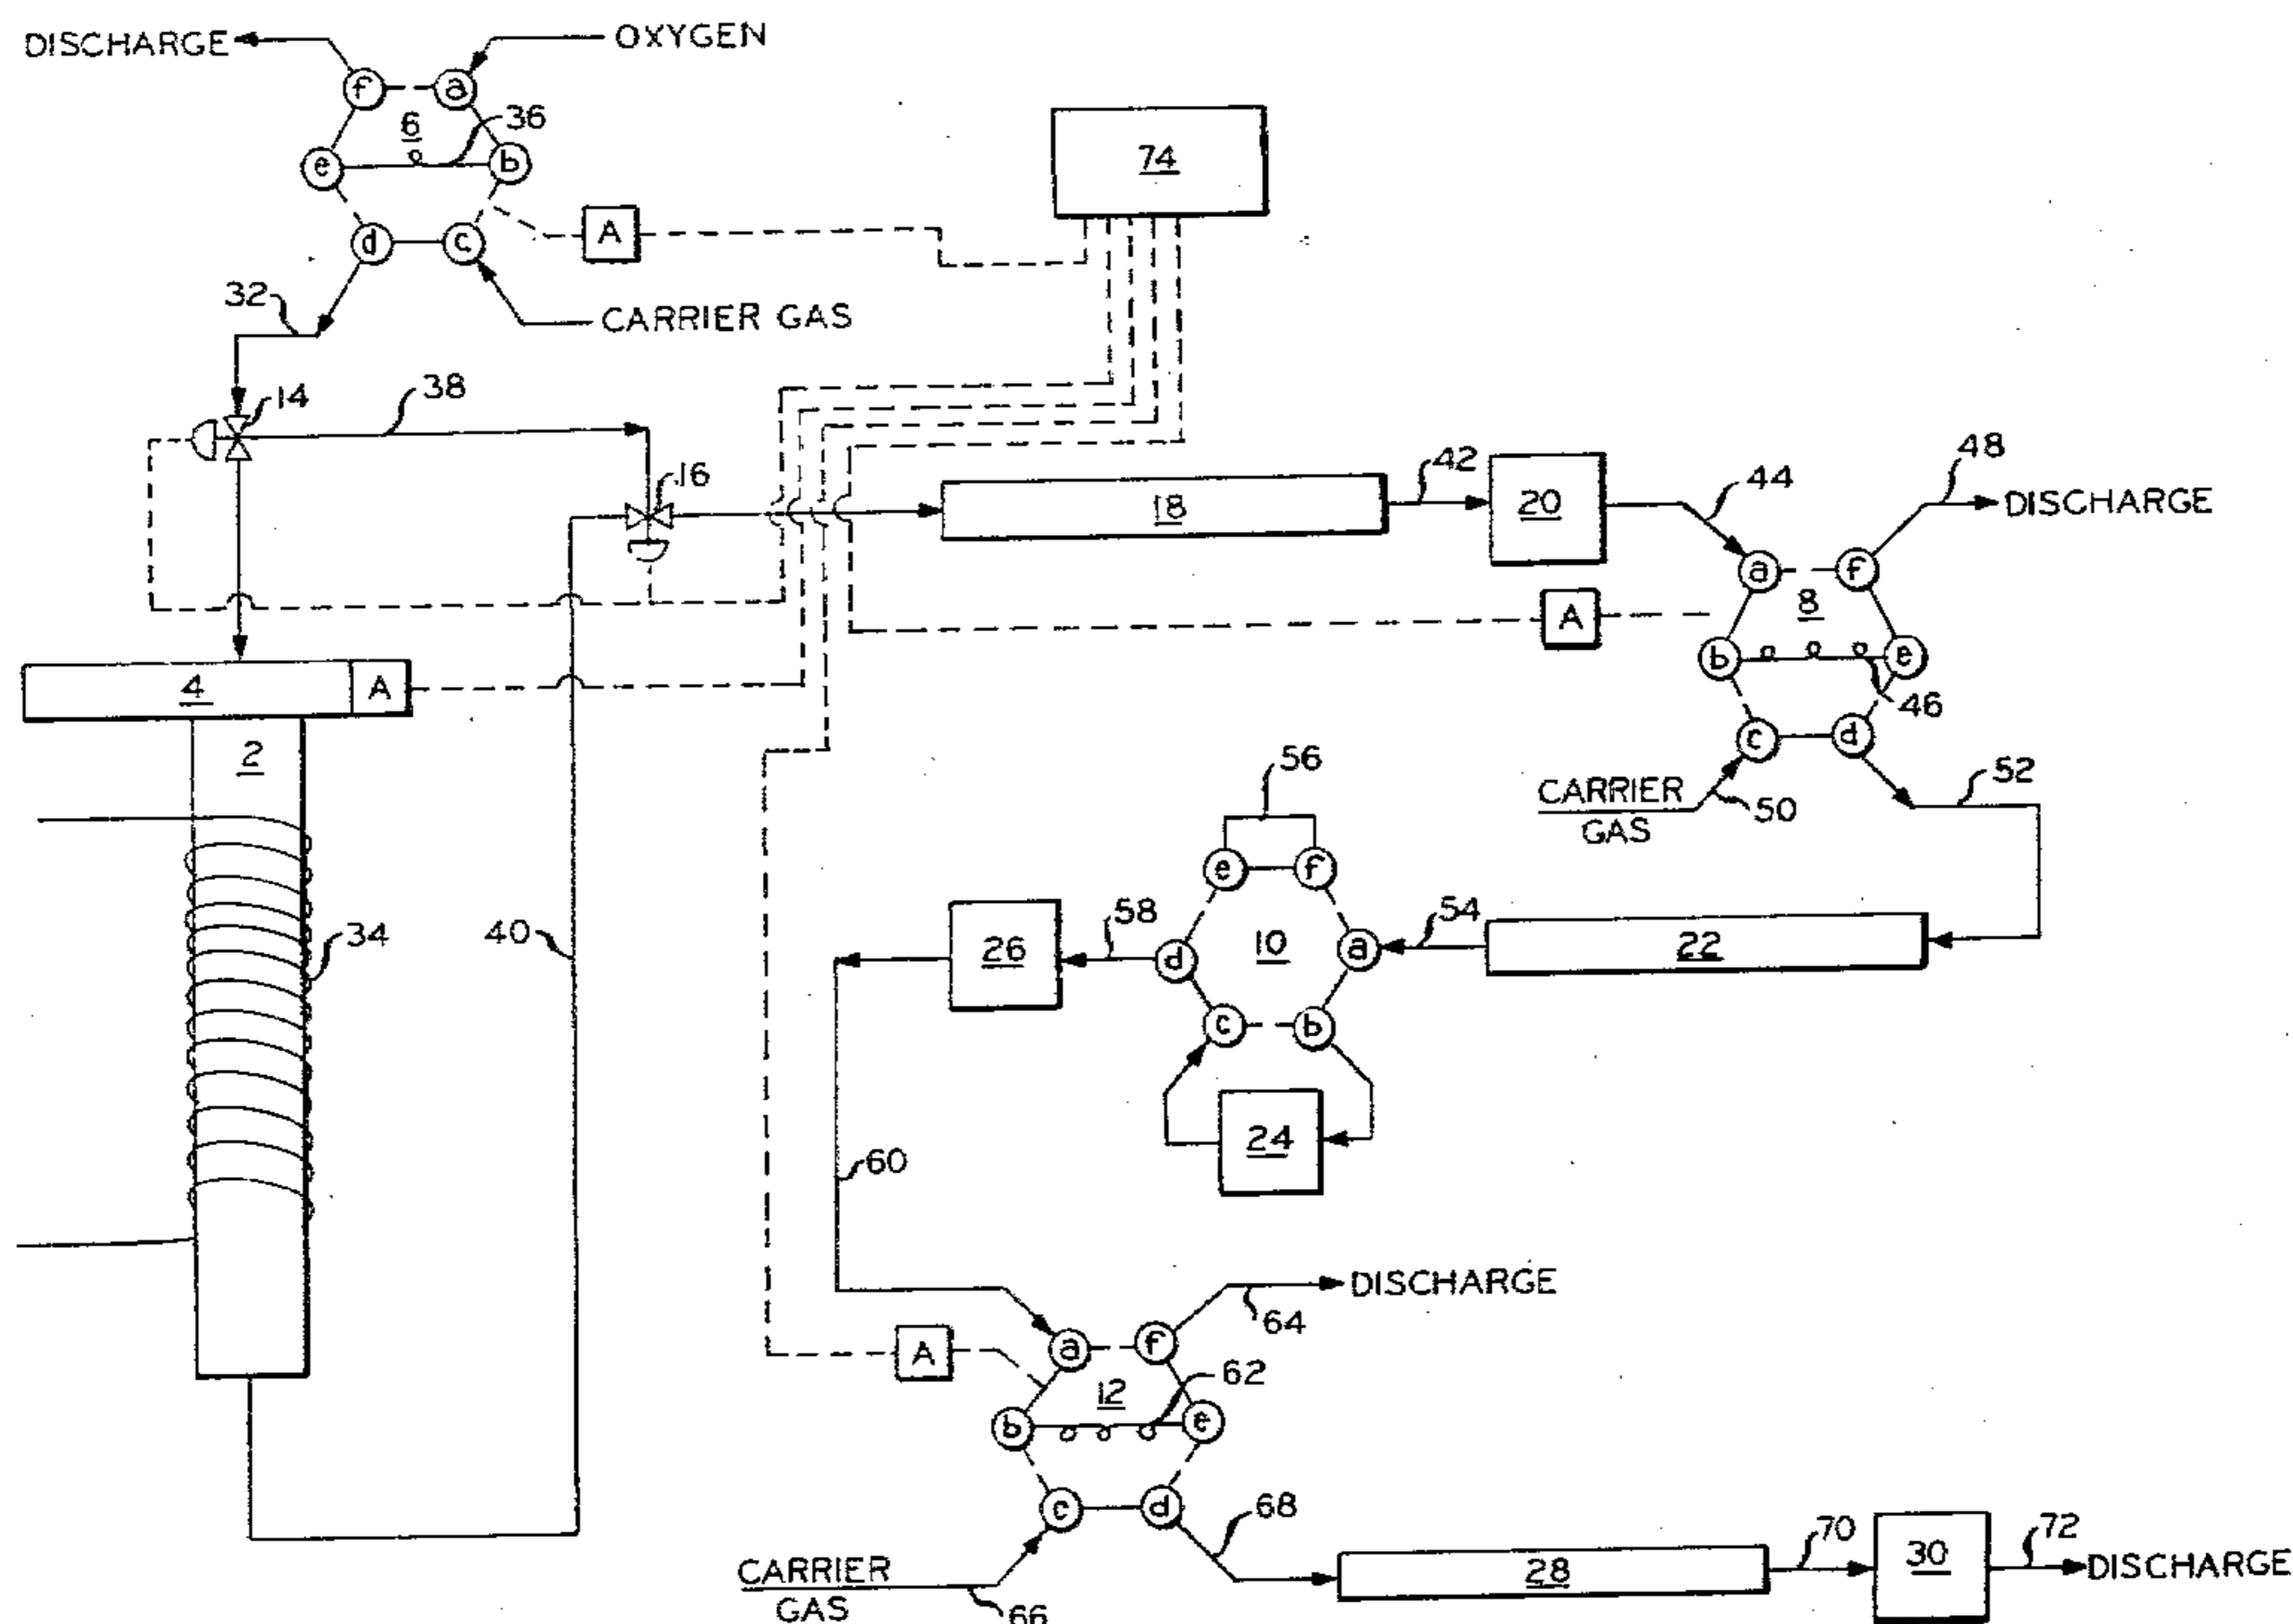 DISCHARGE
OXYGEN
f
a
6
36
e
b
74
A
d
c
32
CARRIER GAS
14
38
16
18
42
20
44
48
DISCHARGE
a
f
8
A
b
e
46
4
A
2
c
d
52
CARRIER
GAS
50
56
e
f
34
40
26
58
d
10
a
54
22
c
b
24
60
DISCHARGE
64
a
f
A
12
62
b
e
c
d
68
CARRIER
GAS
66
28
70
30
72
DISCHARGE